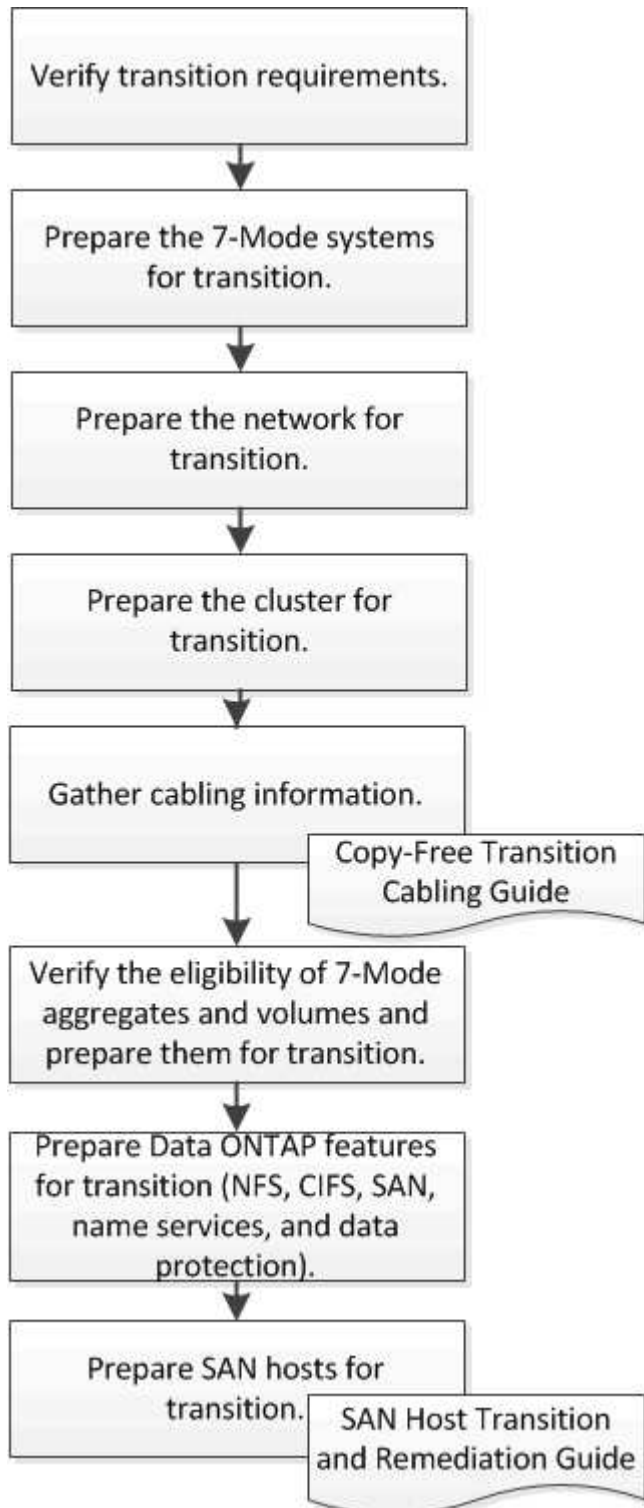 Verify transition requirements.
Prepare the 7-Mode systems
for transition.
Prepare the network for
transition.
Prepare the cluster for
transition.
Gather cabling information.
Copy-Free Transition
Cabling Guide
Verify the eligibility of 7-Mode
aggregates and volumes and
prepare them for transition.
Prepare Data ONTAP features
for transition (NFS, CIFS, SAN,
name services, and data
protection).
Prepare SAN hosts for
transition.
SAN Host Transition
and Remediation Guide